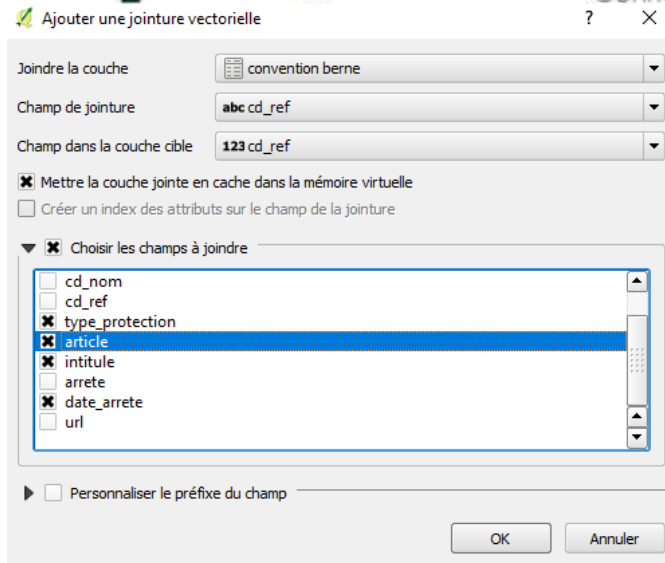 Ajouter une jointure vectorielle ? X
Joindre la couche convention berne
Champ de jointure abc cd_ref
Champ dans la couche cible 123 cd_ref
Mettre la couche jointe en cache dans la mémoire virtuelle
Créer un index des attributs sur le champ de la jointure
Choisir les champs à joindre
cd_nom
cd_ref
type_protection
article
intitule
arrete
date_arrete
url
Personnaliser le préfixe du champ
OK Annuler